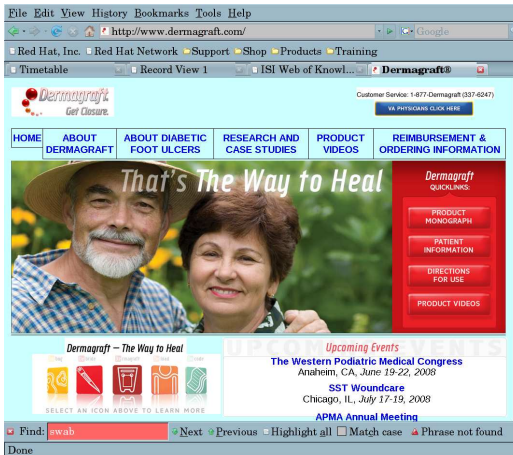 File Edit View History Bookmarks Tools Help
http://www.dermagraft.com/
Google
Red Hat, Inc. Red Hat Network Support Shop Products Training
Timetable Record View 1 ISI Web of Knowl... Dermagraft®
Dermagraft
Get Closure.
Customer Service: 1-877-Dermagraft (337-6247)
VA PHYSICIANS CLICK HERE
HOME
ABOUT
DERMAGRAFT
ABOUT DIABETIC
FOOT ULCERS
RESEARCH AND
CASE STUDIES
PRODUCT
VIDEOS
REIMBURSEMENT &
ORDERING INFORMATION
That's The Way to Heal
Dermagraft
QUICKLINKS:
PRODUCT
MONOGRAPH
PATIENT
INFORMATION
DIRECTIONS
FOR USE
PRODUCT VIDEOS
Dermagraft – The Way to Heal
SELECT AN ICON ABOVE TO LEARN MORE
UPCOMING EVENTS
Upcoming Events
The Western Podiatric Medical Congress
Anaheim, CA, June 19-22, 2008
SST Woundcare
Chicago, IL, July 17-19, 2008
APMA Annual Meeting
Find: swab Next Previous Highlight all Match case Phrase not found
Done